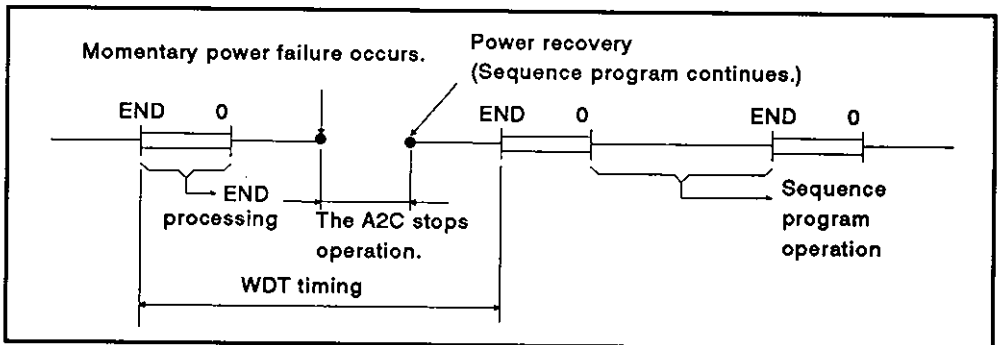 Momentary power failure occurs.
Power recovery
(Sequence program continues.)
END 0
END 0
END 0
END
processing
The A2C stops
operation.
Sequence
program
operation
WDT timing